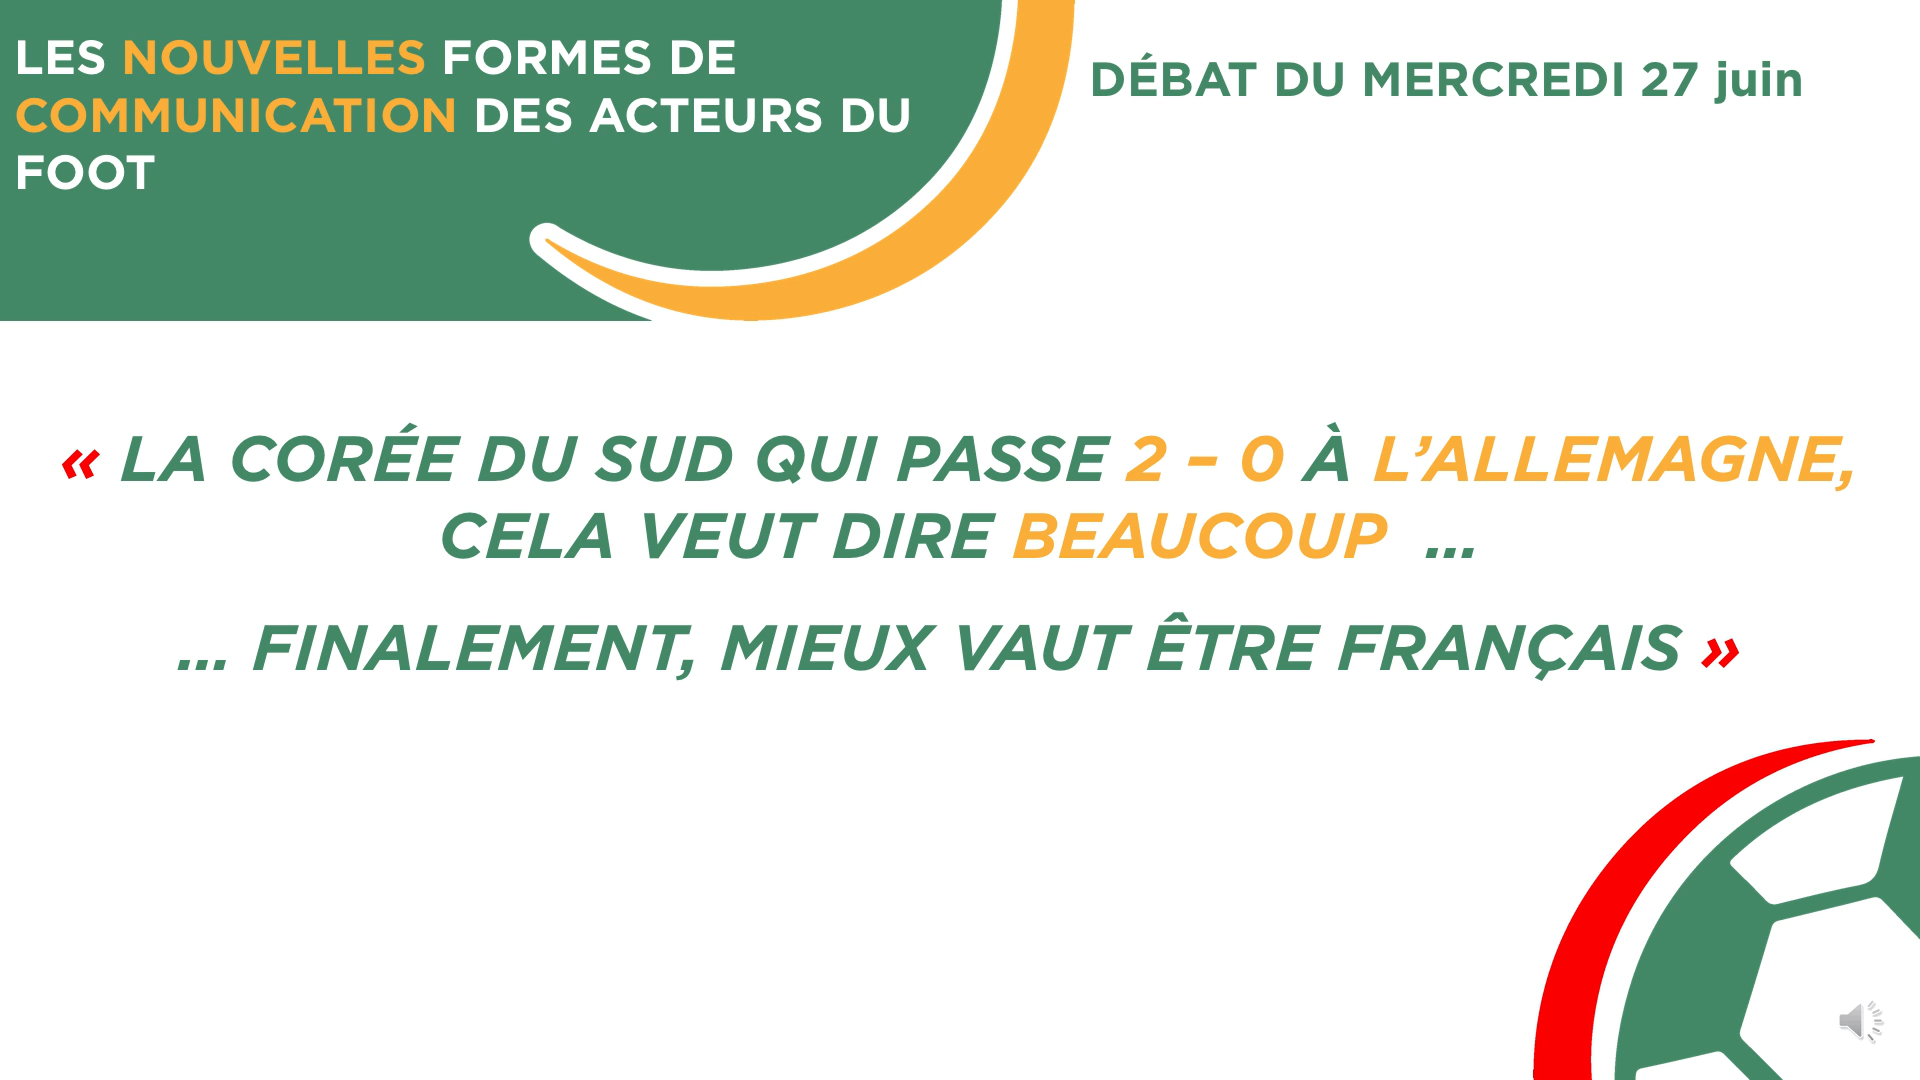 LES NOUVELLES FORMES DE
COMMUNICATION DES ACTEURS DU
FOOT
DÉBAT DU MERCREDI 27 juin
« LA CORÉE DU SUD QUI PASSE 2 – 0 À L’ALLEMAGNE,
CELA VEUT DIRE BEAUCOUP …
… FINALEMENT, MIEUX VAUT ÊTRE FRANÇAIS »